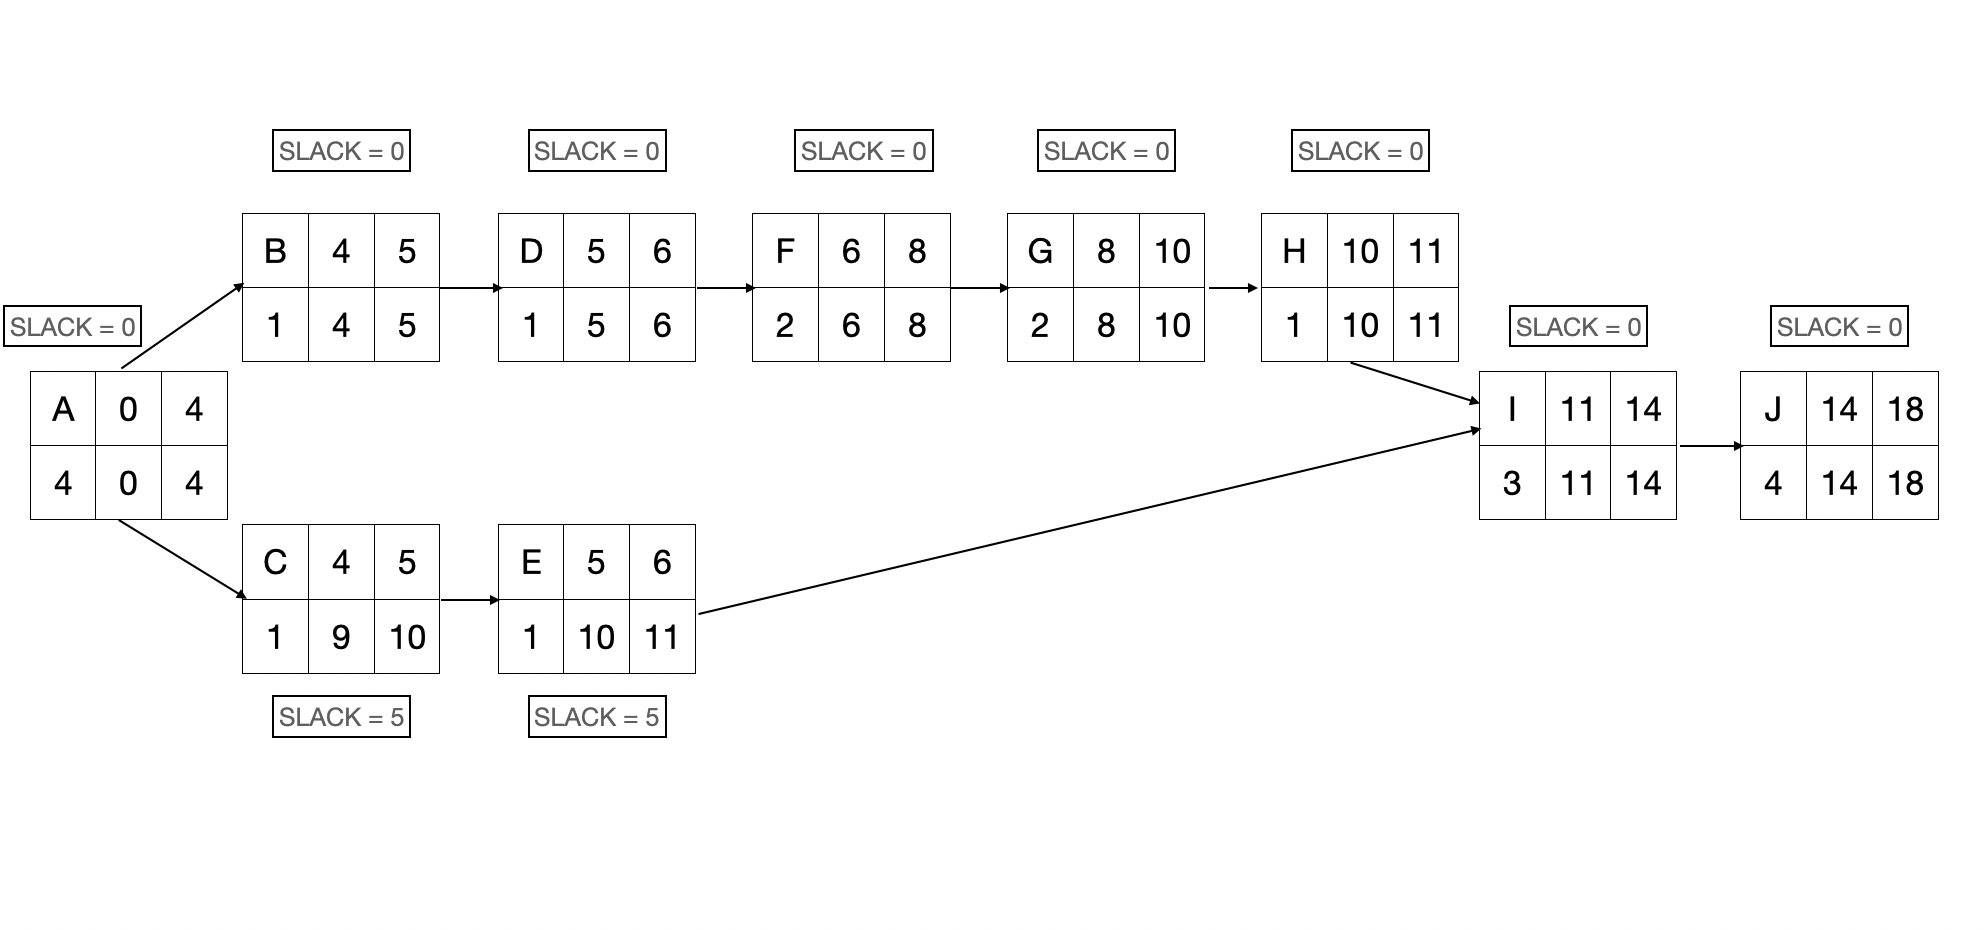 SLACK = 0 SLACK = 0 SLACK = 0 SLACK = 0 SLACK = 0
B 4 5 D 5 6 F 6 8 G 8 10 H 10 11
1 4 5 1 5 6 2 6 8 2 8 10 1 10 11
SLACK = 0 SLACK = 0 SLACK = 0
A 0 4 I 11 14 J 14 18
4 0 4 3 11 14 4 14 18
C 4 5 E 5 6
1 9 10 1 10 11
SLACK = 5 SLACK = 5